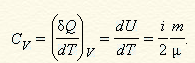 C_V = (δQ/dT)_V = dU/dT = i/2 m/μ.